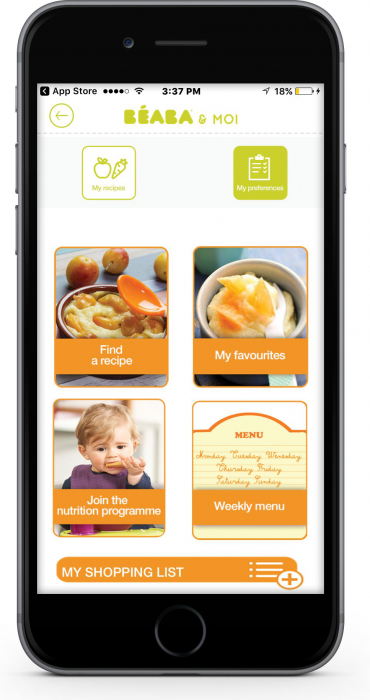 App Store 3:37 PM 18%
BÉABA & MOI
My recipes
My preferences
Find
a recipe
My favourites
Join the
nutrition programme
MENU
Monday Tuesday Wenesday
Thursday Friday
Saturday Sunday
Weekly menu
MY SHOPPING LIST